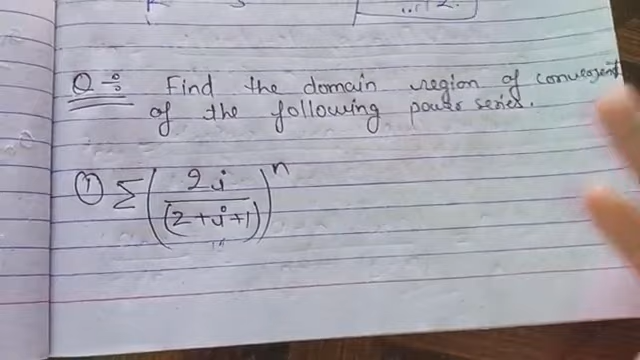 Q ÷ Find the domain region of convergent
of the following power series.
① Σ(2i/(z+i+1))ⁿ